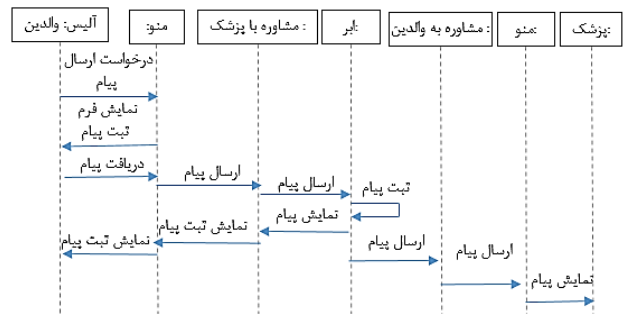 آلیس: والدین
منو:
مشاوره با پزشک :
ابر:
مشاوره به والدین :
منو:
پزشک:
درخواست ارسال
پیام
نمایش فرم
ثبت پیام
دریافت پیام
ارسال پیام
ارسال پیام
ثبت پیام
نمایش پیام
نمایش ثبت پیام
نمایش ثبت پیام
ارسال پیام
ارسال پیام
نمایش پیام